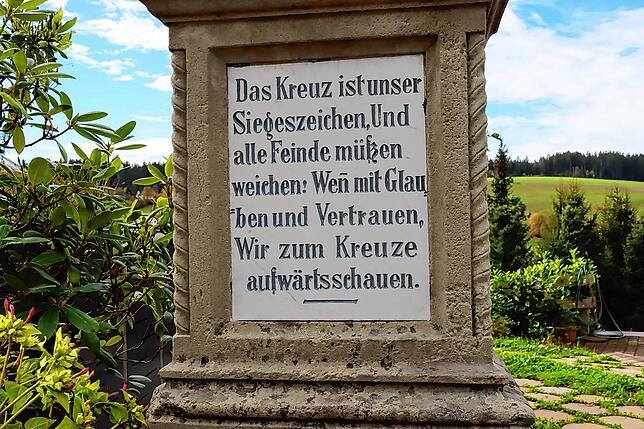 Das Kreuz ist unser
Siegeszeichen, Und
alle Feinde müßen
weichen: Weñ mit Glau
-ben und Vertrauen,
Wir zum Kreuze
aufwärtsschauen.